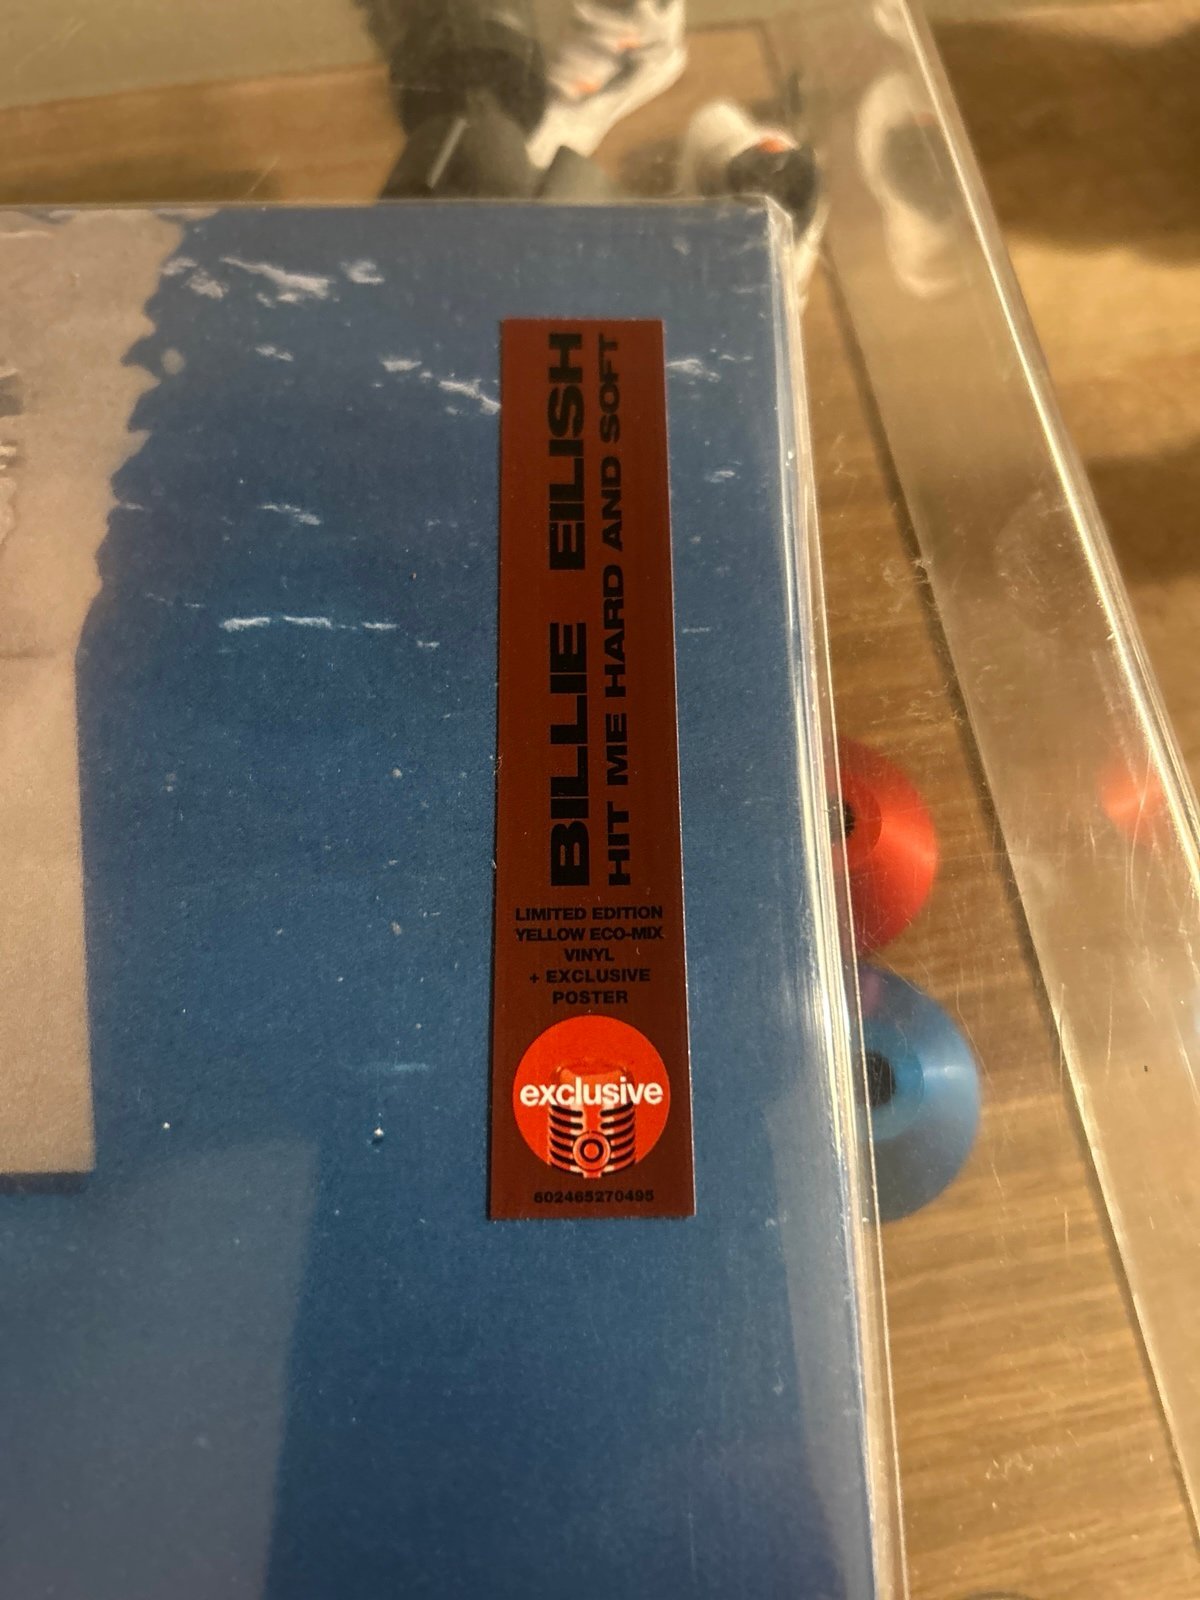 BILLIE EILISH
HIT ME HARD AND SOFT
LIMITED EDITION
YELLOW ECO-MIX
VINYL
+ EXCLUSIVE
POSTER
exclusive
602465270495